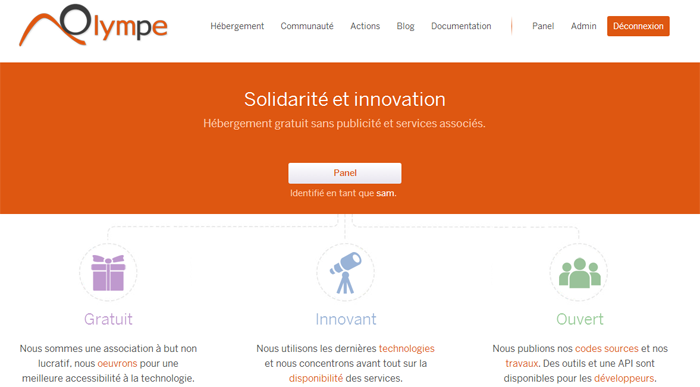 Olympe
Hébergement Communauté Actions Blog Documentation Panel Admin Déconnexion
Solidarité et innovation
Hébergement gratuit sans publicité et services associés.
Panel
Identifié en tant que sam.
Gratuit
Nous sommes une association à but non
lucratif, nous oeuvrons pour une
meilleure accessibilité à la technologie.
Innovant
Nous utilisons les dernières technologies
et nous concentrons avant tout sur la
disponibilité des services.
Ouvert
Nous publions nos codes sources et nos
travaux. Des outils et une API sont
disponibles pour les développeurs.